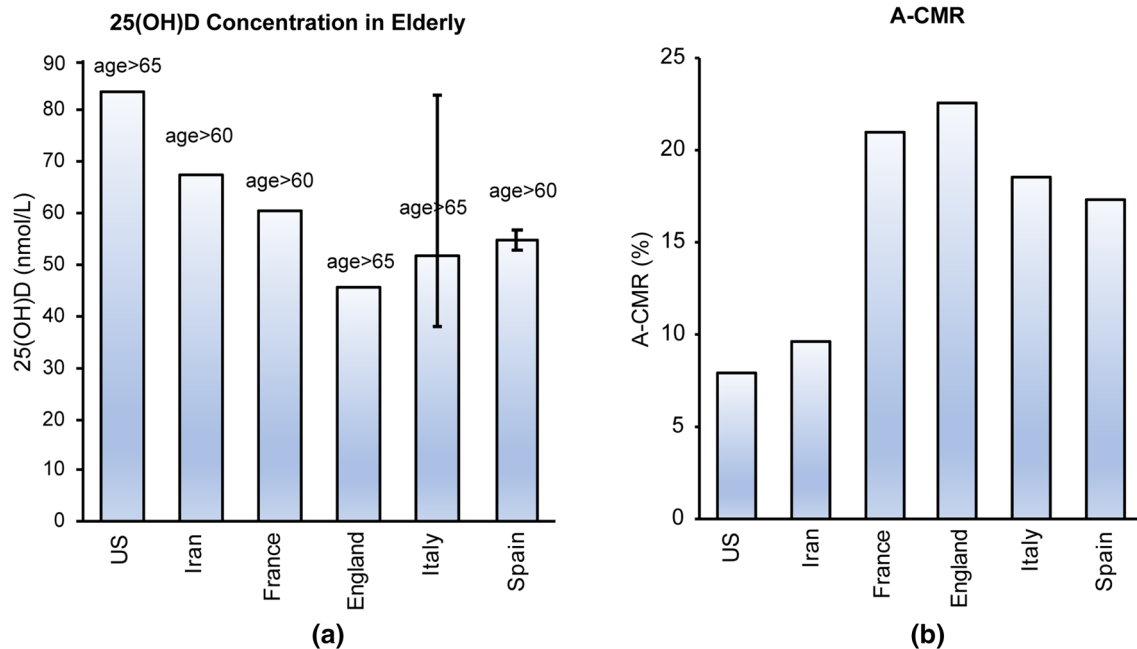 25(OH)D Concentration in Elderly
25(OH)D (nmol/L)
90
80
70
60
50
40
30
20
10
0
age>65
age>60
age>60
age>65
age>65
age>60
US
Iran
France
England
Italy
Spain
(a)
A-CMR
A-CMR (%)
25
20
15
10
5
0
US
Iran
France
England
Italy
Spain
(b)